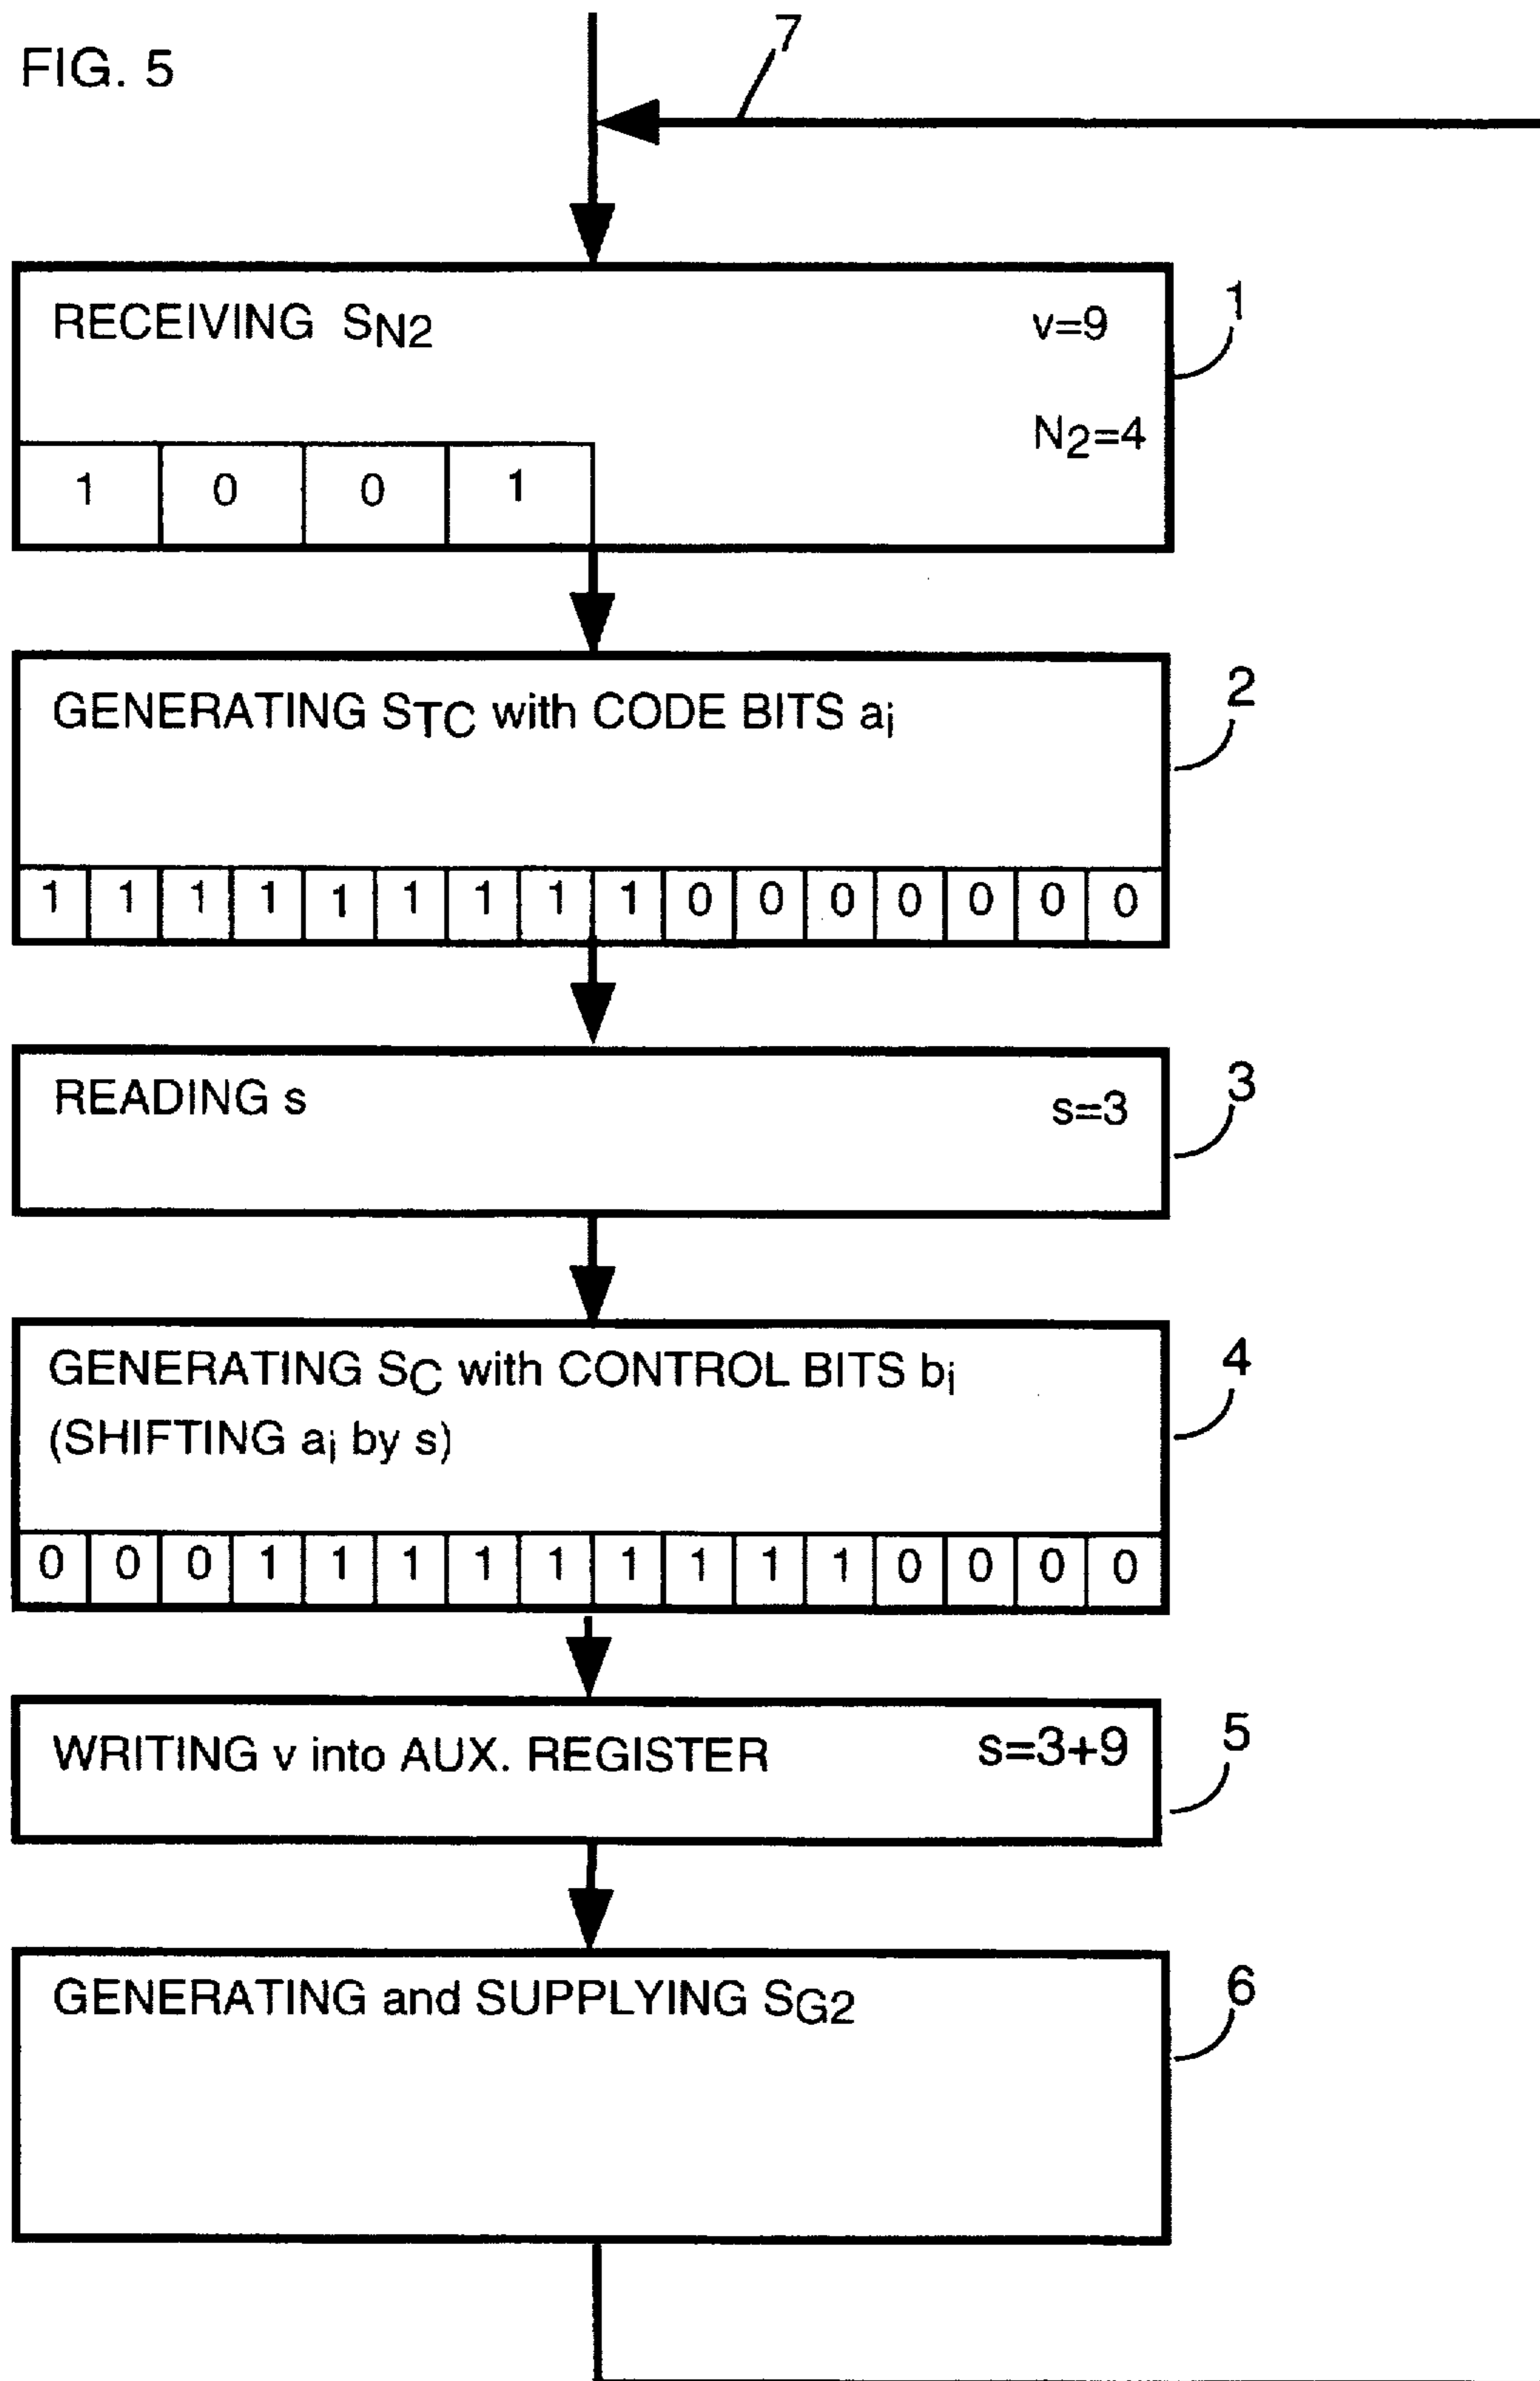 7
FIG. 5
RECEIVING SN2 v=9 1
N2=4
1 0 0 1
GENERATING STC with CODE BITS ai 2
1 1 1 1 1 1 1 1 1 0 0 0 0 0 0 0
READING s s=3 3
GENERATING SC with CONTROL BITS bi 4
(SHIFTING ai by s)
0 0 0 1 1 1 1 1 1 1 1 1 0 0 0 0
WRITING v into AUX. REGISTER s=3+9 5
GENERATING and SUPPLYING SG2 6